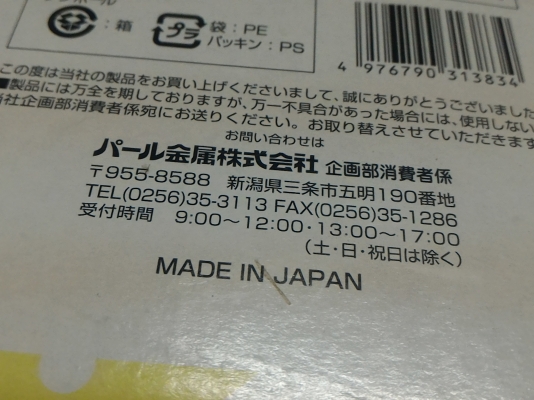 ：箱
プラ
袋：PE
パッキン：PS
4 976790 313834
この度は当社の製品をお買い上げくださいまして、誠にありがとうございました
■製品には万全を期しておりますが、万一不具合があった場合には、使用しない
当社企画部消費者係宛にお送りください。お取り替えさせていただきます
お問い合わせは
パール金属株式会社 企画部消費者係
〒955-8588 新潟県三条市五明190番地
TEL(0256)35-3113 FAX(0256)35-1286
受付時間 9:00〜12:00・13:00〜17:00
(土・日・祝日は除く)
MADE IN JAPAN